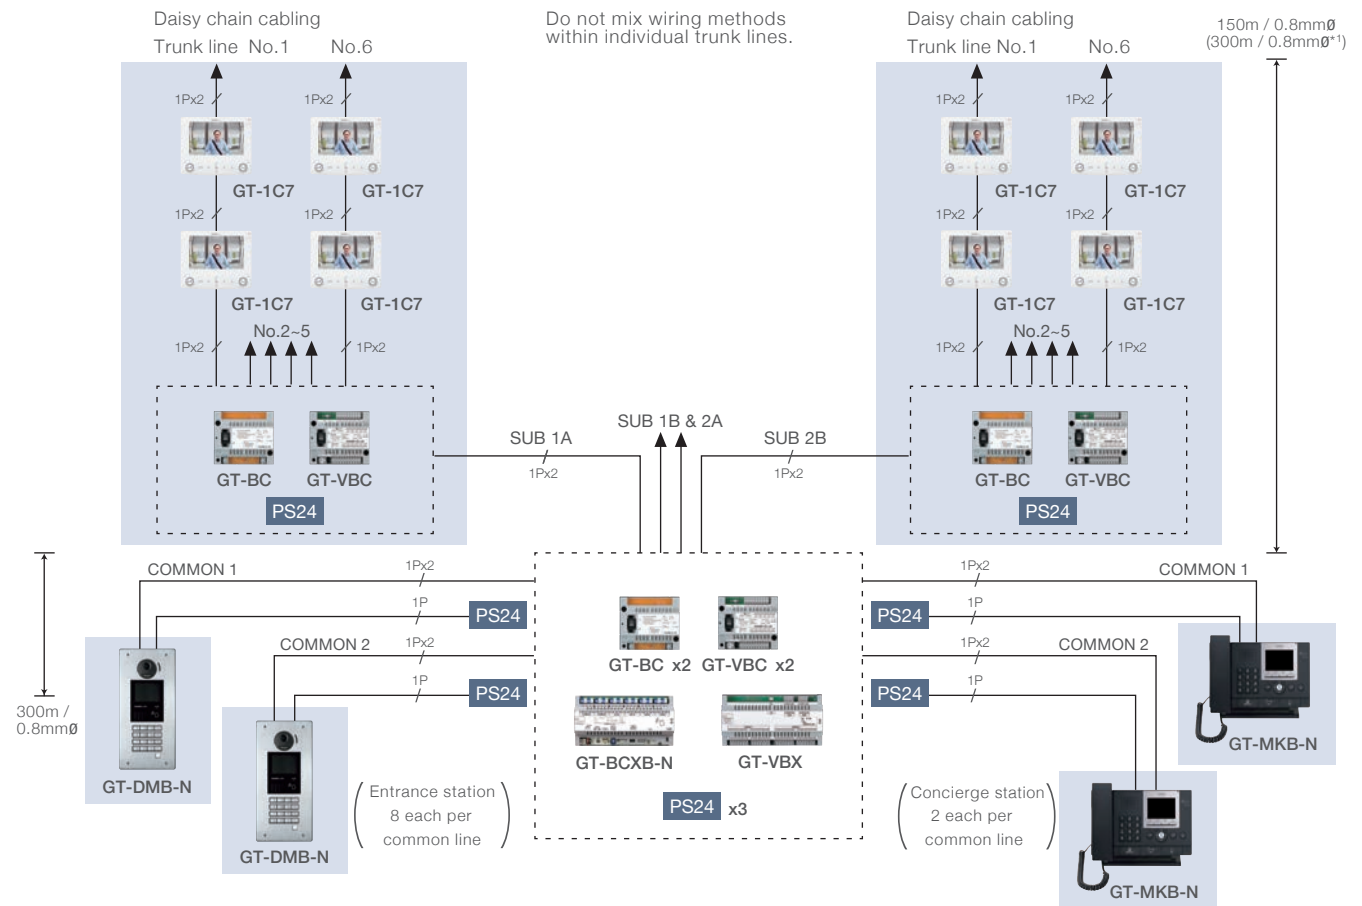 Daisy chain cabling
Trunk line No.1 No.6
Do not mix wiring methods
within individual trunk lines.
Daisy chain cabling
Trunk line No.1 No.6
150m / 0.8mmØ
(300m / 0.8mmØ*1)
1Px2 1Px2
GT-1C7 GT-1C7
1Px2 1Px2
GT-1C7 GT-1C7
No.2~5
1Px2 1Px2
GT-BC GT-VBC
PS24
1Px2 1Px2
GT-1C7 GT-1C7
1Px2 1Px2
GT-1C7 GT-1C7
No.2~5
1Px2 1Px2
GT-BC GT-VBC
PS24
SUB 1A
1Px2
SUB 1B & 2A
SUB 2B
1Px2
COMMON 1 1Px2
1P PS24
COMMON 2 1Px2
1P PS24
300m /
0.8mmØ
GT-DMB-N
GT-DMB-N
(Entrance station
8 each per
common line)
GT-BC x2 GT-VBC x2
GT-BCXB-N GT-VBX
PS24 x3
1Px2 COMMON 1
PS24 1P
1Px2 COMMON 2
PS24 1P
GT-MKB-N
(Concierge station
2 each per
common line)
GT-MKB-N